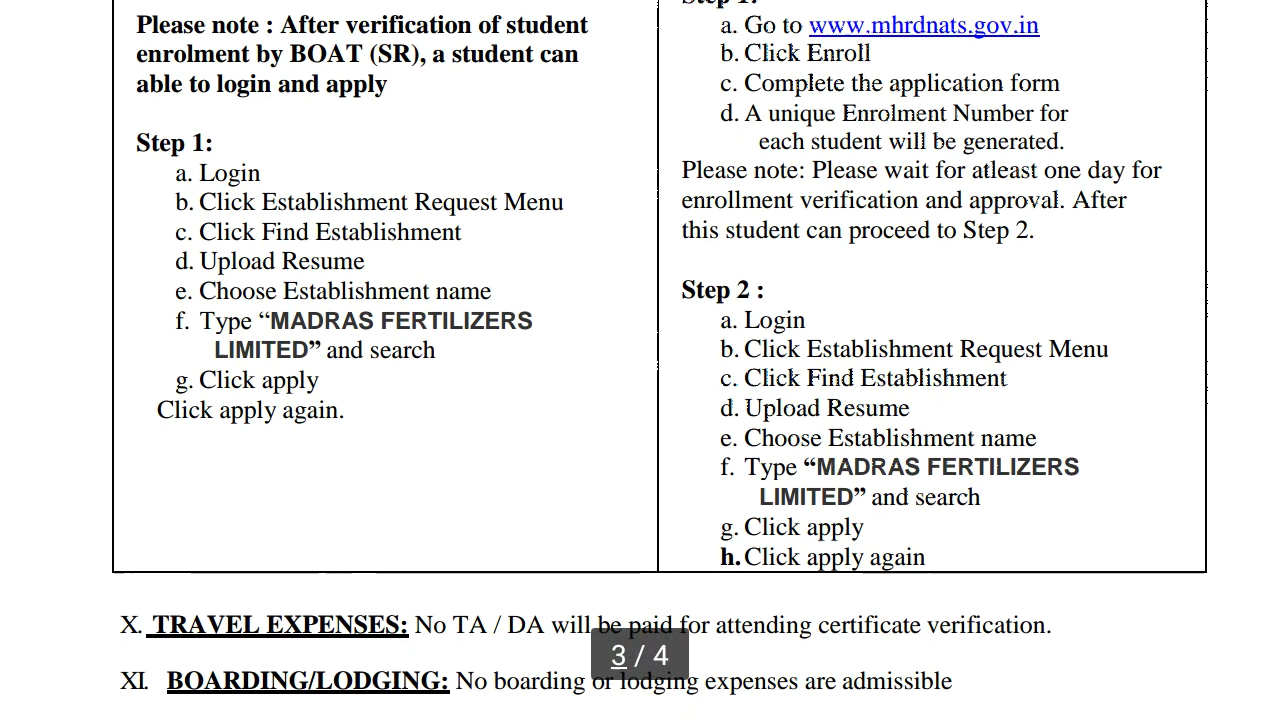 Please note : After verification of student
enrolment by BOAT (SR), a student can
able to login and apply
Step 1:
a. Login
b. Click Establishment Request Menu
c. Click Find Establishment
d. Upload Resume
e. Choose Establishment name
f. Type “MADRAS FERTILIZERS
LIMITED” and search
g. Click apply
Click apply again.
Step 1:
a. Go to www.mhrdnats.gov.in
b. Click Enroll
c. Complete the application form
d. A unique Enrolment Number for
each student will be generated.
Please note: Please wait for atleast one day for
enrollment verification and approval. After
this student can proceed to Step 2.
Step 2 :
a. Login
b. Click Establishment Request Menu
c. Click Find Establishment
d. Upload Resume
e. Choose Establishment name
f. Type “MADRAS FERTILIZERS
LIMITED” and search
g. Click apply
h. Click apply again
X. TRAVEL EXPENSES: No TA / DA will be paid for attending certificate verification.
3 / 4
XI. BOARDING/LODGING: No boarding or lodging expenses are admissible